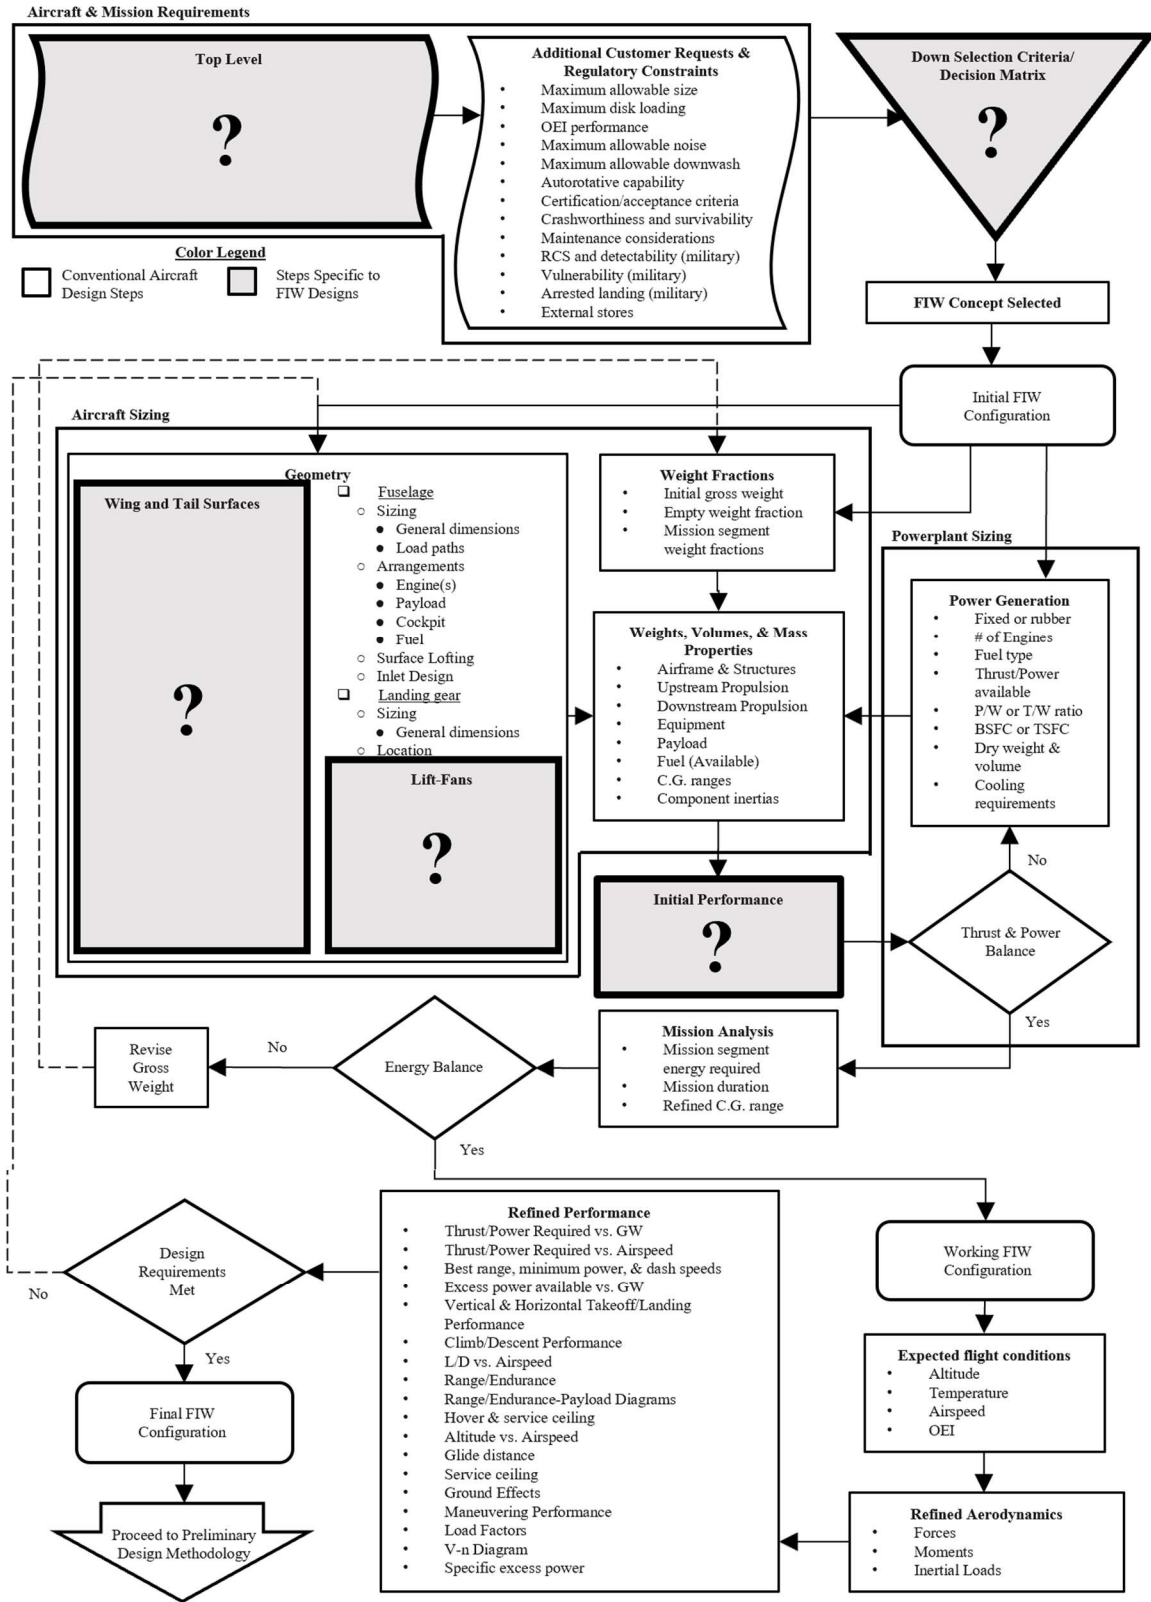 Aircraft & Mission Requirements
Top Level
?
Additional Customer Requests &
Regulatory Constraints
• Maximum allowable size
• Maximum disk loading
• OEI performance
• Maximum allowable noise
• Maximum allowable downwash
• Autorotative capability
• Certification/acceptance criteria
• Crashworthiness and survivability
• Maintenance considerations
• RCS and detectability (military)
• Vulnerability (military)
• Arrested landing (military)
• External stores
Down Selection Criteria/
Decision Matrix
?
Color Legend
Conventional Aircraft
Design Steps
Steps Specific to
FIW Designs
FIW Concept Selected
Initial FIW
Configuration
Aircraft Sizing
Geometry
Wing and Tail Surfaces
?
❑ Fuselage
○ Sizing
● General dimensions
● Load paths
○ Arrangements
● Engine(s)
● Payload
● Cockpit
● Fuel
○ Surface Lofting
○ Inlet Design
❑ Landing gear
○ Sizing
● General dimensions
○ Location
Lift-Fans
?
Weight Fractions
• Initial gross weight
• Empty weight fraction
• Mission segment
weight fractions
Weights, Volumes, & Mass
Properties
• Airframe & Structures
• Upstream Propulsion
• Downstream Propulsion
• Equipment
• Payload
• Fuel (Available)
• C.G. ranges
• Component inertias
Powerplant Sizing
Power Generation
• Fixed or rubber
• # of Engines
• Fuel type
• Thrust/Power
available
• P/W or T/W ratio
• BSFC or TSFC
• Dry weight &
volume
• Cooling
requirements
No
Initial Performance
?
Thrust & Power
Balance
Yes
Mission Analysis
• Mission segment
energy required
• Mission duration
• Refined C.G. range
Energy Balance
No
Revise
Gross
Weight
Yes
Working FIW
Configuration
Expected flight conditions
• Altitude
• Temperature
• Airspeed
• OEI
Refined Aerodynamics
• Forces
• Moments
• Inertial Loads
Refined Performance
• Thrust/Power Required vs. GW
• Thrust/Power Required vs. Airspeed
• Best range, minimum power, & dash speeds
• Excess power available vs. GW
• Vertical & Horizontal Takeoff/Landing
Performance
• Climb/Descent Performance
• L/D vs. Airspeed
• Range/Endurance
• Range/Endurance-Payload Diagrams
• Hover & service ceiling
• Altitude vs. Airspeed
• Glide distance
• Service ceiling
• Ground Effects
• Maneuvering Performance
• Load Factors
• V-n Diagram
• Specific excess power
Design
Requirements
Met
No
Yes
Final FIW
Configuration
Proceed to Preliminary
Design Methodology